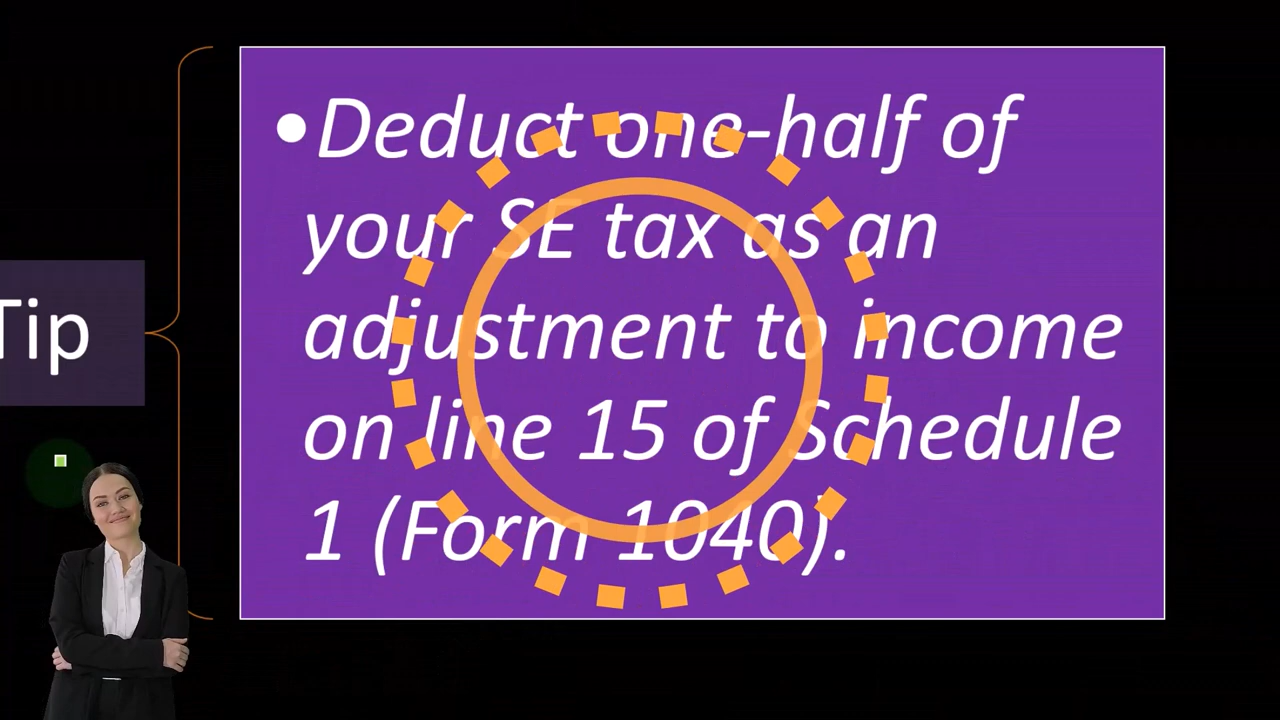 •Deduct one-half of
your SE tax as an
adjustment to income
on line 15 of Schedule
1 (Form 1040).
Tip